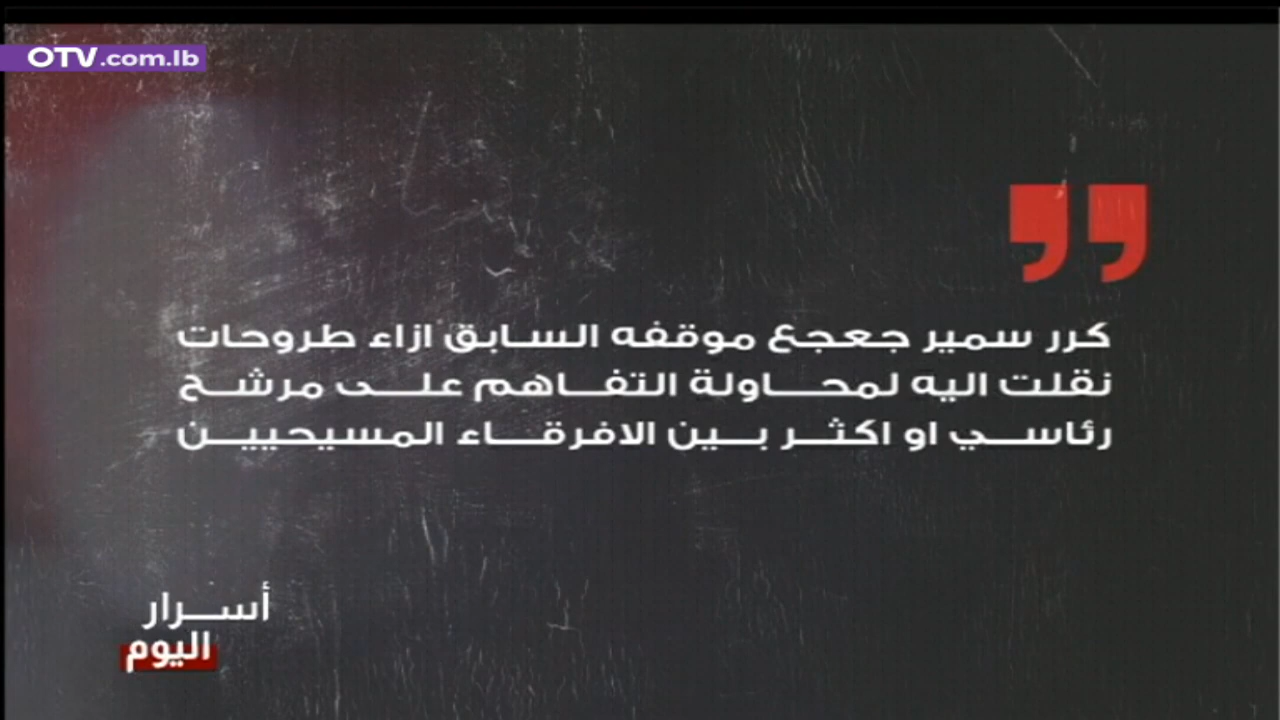 OTV.com.lb
كرر سمير جعجع موقفه السابق ازاء طروحات
نقلت اليه لمحاولة التفاهم على مرشح
رئاسي او اكثر بين الافرقاء المسيحيين
أسرار
اليوم